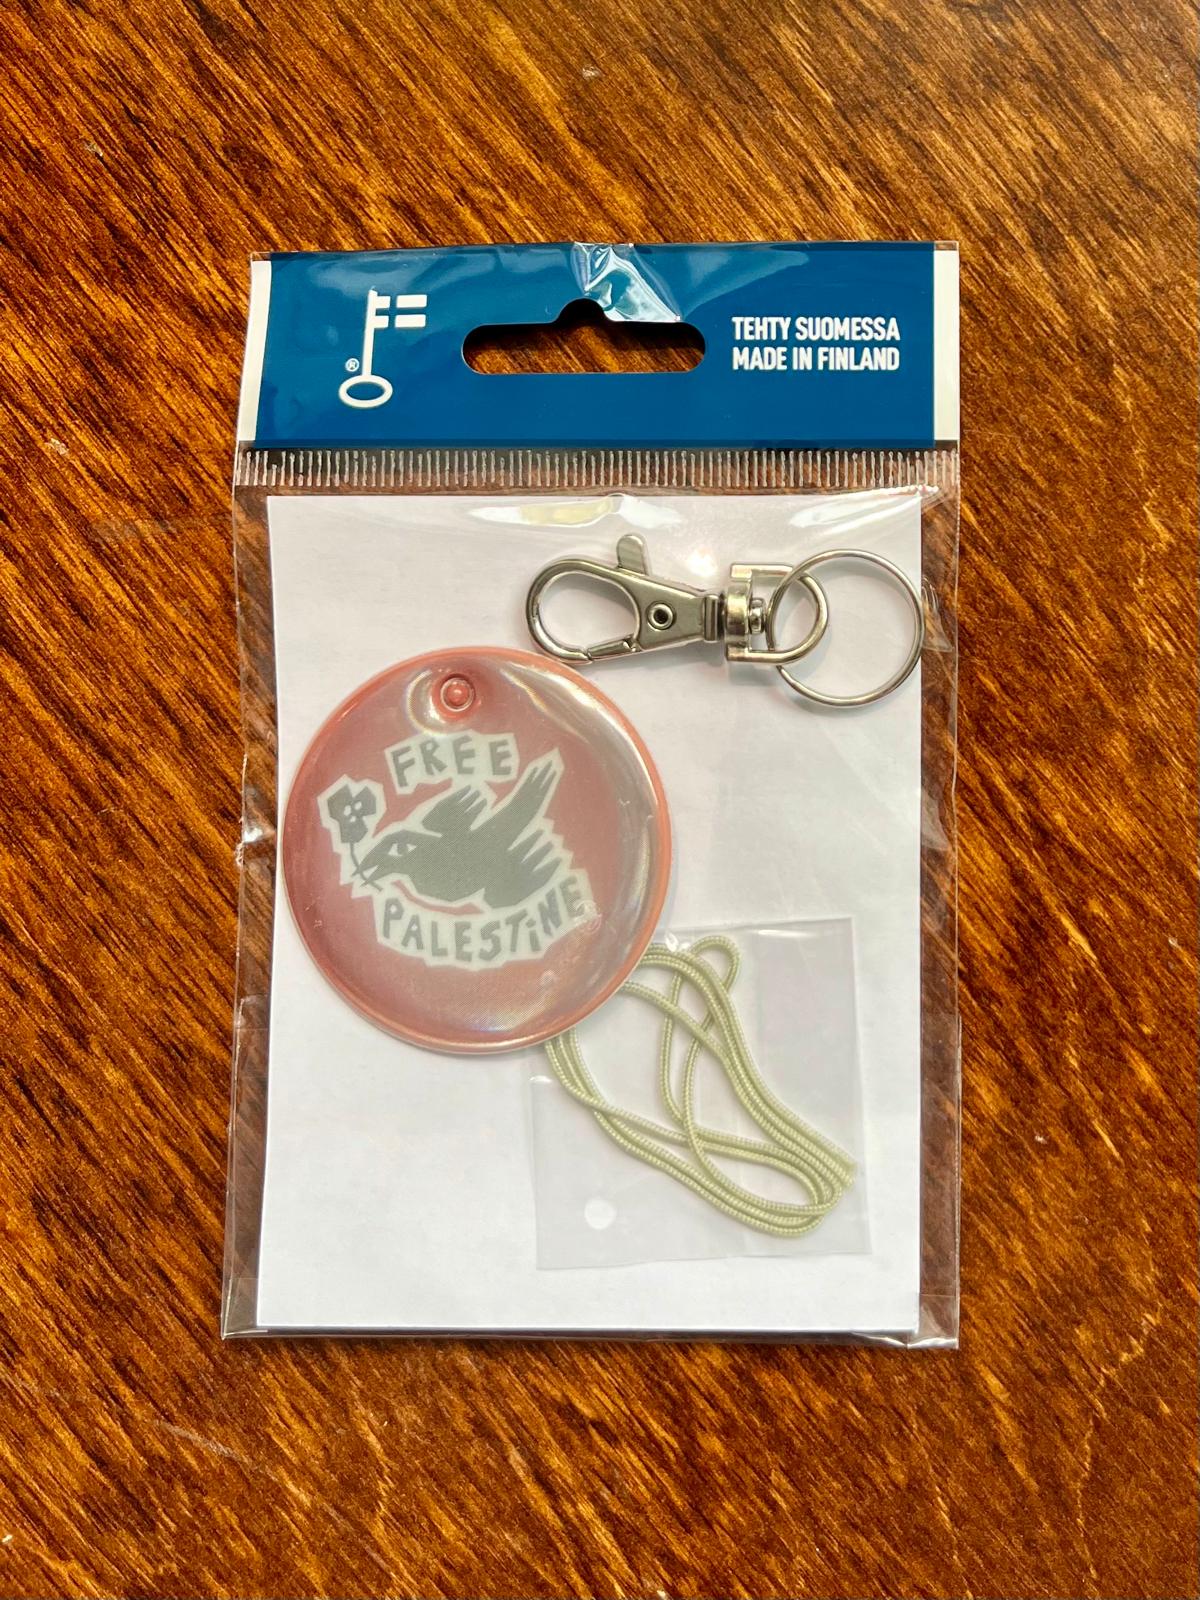 TEHTY SUOMESSA
MADE IN FINLAND
®
FREE
PALESTiNE